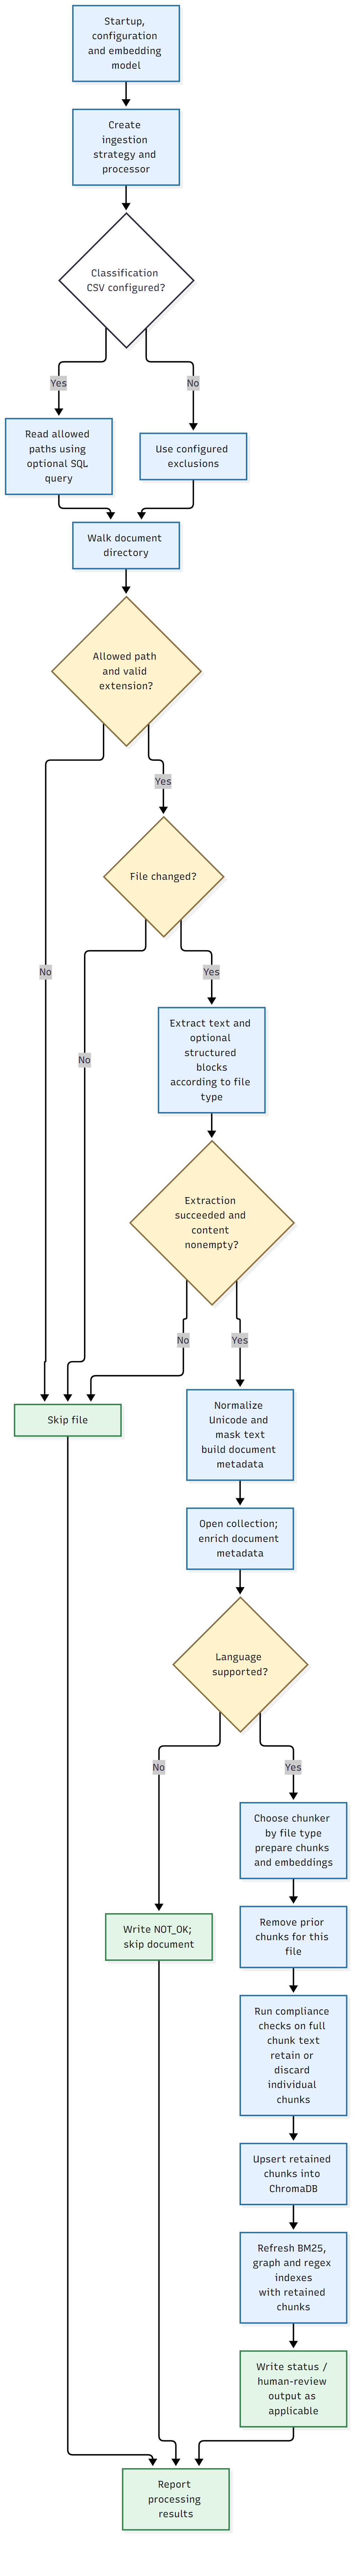 Startup,
configuration
and embedding
model
Create
ingestion
strategy and
processor
Classification
CSV configured?
Yes
No
Read allowed
paths using
optional SQL
query
Use configured
exclusions
Walk document
directory
Allowed path
and valid
extension?
Yes
File changed?
No
Yes
No
Extract text and
optional
structured
blocks
according to file
type
Extraction
succeeded and
content
nonempty?
No
Yes
Skip file
Normalize
Unicode and
mask text
build document
metadata
Open collection;
enrich document
metadata
Language
supported?
No
Yes
Choose chunker
by file type
prepare chunks
and embeddings
Write NOT_OK;
skip document
Remove prior
chunks for this
file
Run compliance
checks on full
chunk text
retain or
discard
individual
chunks
Upsert retained
chunks into
ChromaDB
Refresh BM25,
graph and regex
indexes
with retained
chunks
Write status /
human-review
output as
applicable
Report
processing
results